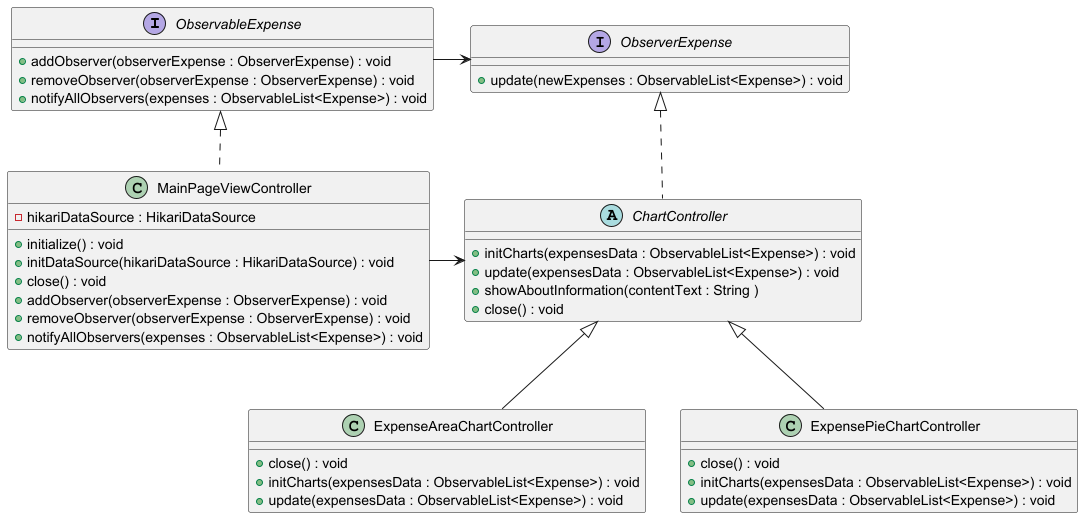 I ObservableExpense
addObserver(observerExpense : ObserverExpense) : void
removeObserver(observerExpense : ObserverExpense) : void
notifyAllObservers(expenses : ObservableList<Expense>) : void
I ObserverExpense
update(newExpenses : ObservableList<Expense>) : void
C MainPageViewController
hikariDataSource : HikariDataSource
initialize() : void
initDataSource(hikariDataSource : HikariDataSource) : void
close() : void
addObserver(observerExpense : ObserverExpense) : void
removeObserver(observerExpense : ObserverExpense) : void
notifyAllObservers(expenses : ObservableList<Expense>) : void
A ChartController
initCharts(expensesData : ObservableList<Expense>) : void
update(expensesData : ObservableList<Expense>) : void
showAboutInformation(contentText : String )
close() : void
C ExpenseAreaChartController
close() : void
initCharts(expensesData : ObservableList<Expense>) : void
update(expensesData : ObservableList<Expense>) : void
C ExpensePieChartController
close() : void
initCharts(expensesData : ObservableList<Expense>) : void
update(expensesData : ObservableList<Expense>) : void